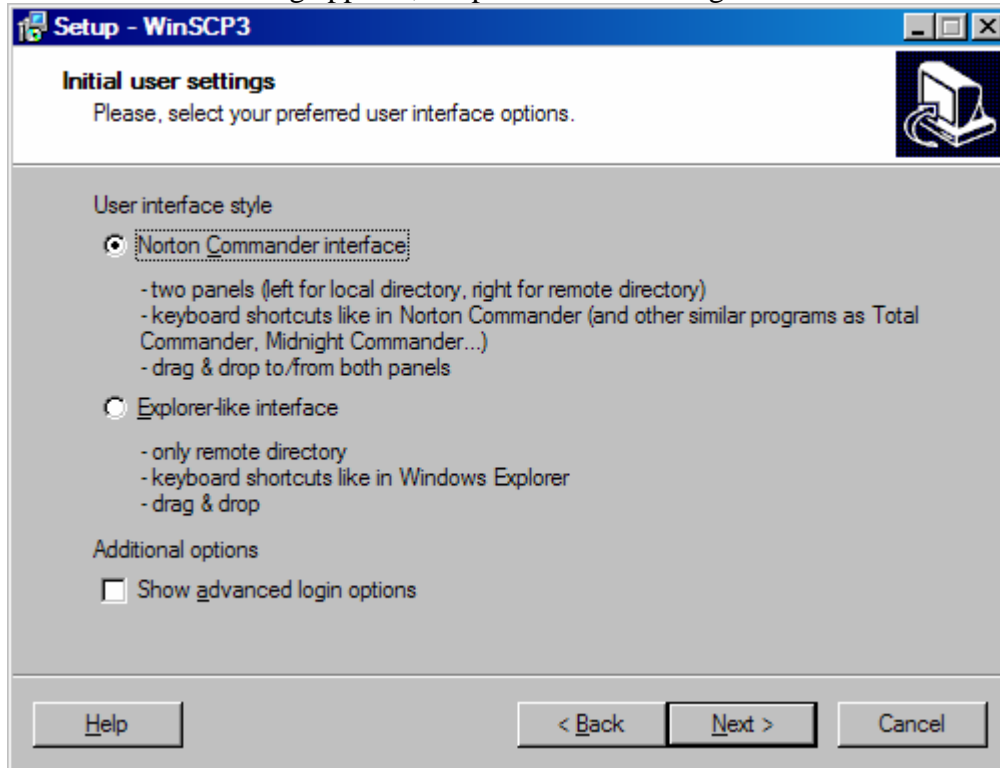 Setup - WinSCP3
Initial user settings
Please, select your preferred user interface options.
User interface style
Norton Commander interface
- two panels (left for local directory, right for remote directory)
- keyboard shortcuts like in Norton Commander (and other similar programs as Total
Commander, Midnight Commander...)
- drag & drop to/from both panels
Explorer-like interface
- only remote directory
- keyboard shortcuts like in Windows Explorer
- drag & drop
Additional options
Show advanced login options
Help
< Back
Next >
Cancel